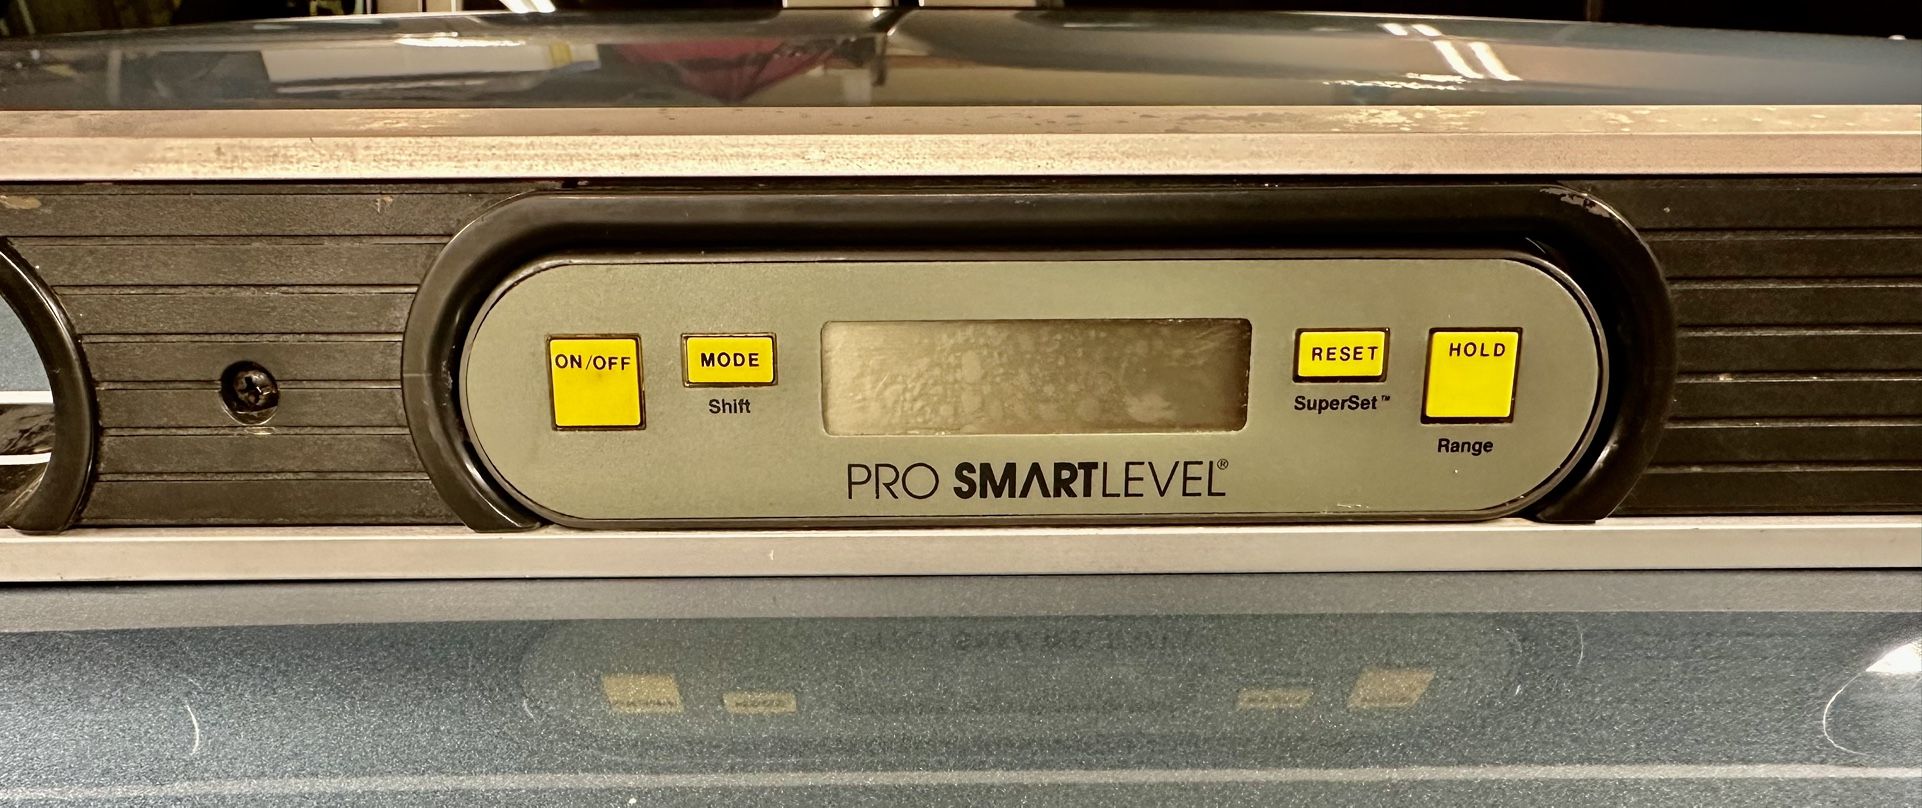 ON/OFF
MODE
Shift
RESET
SuperSet™
HOLD
Range
PRO SMARTLEVEL®